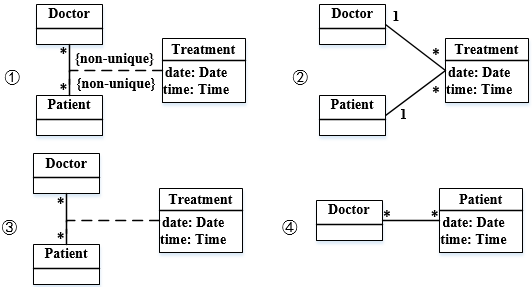 Doctor
*
{non-unique}
Treatment
①
date: Date
{non-unique}
time: Time
*
Patient
Doctor
1
*
Treatment
②
date: Date
*
time: Time
Patient
1
Doctor
*
Treatment
③
date: Date
*
time: Time
Patient
Patient
④
Doctor
*
*
date: Date
time: Time